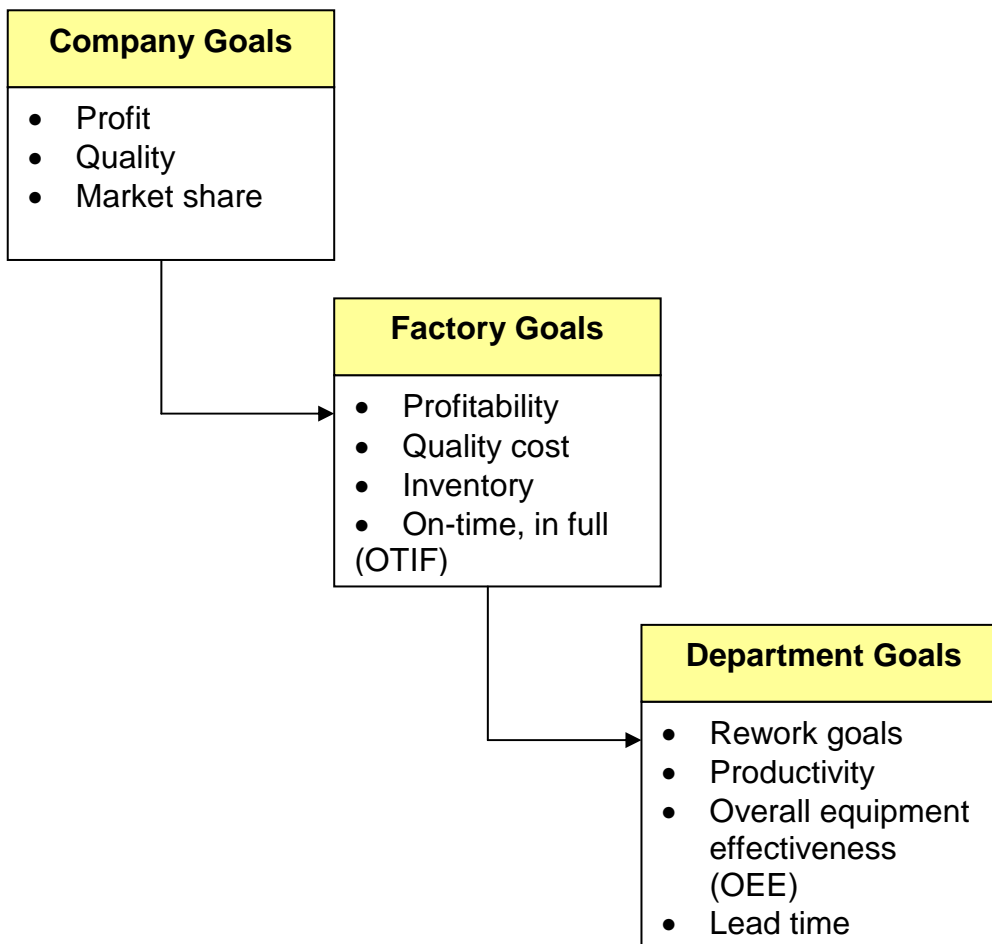 Company Goals
• Profit
• Quality
• Market share
Factory Goals
• Profitability
• Quality cost
• Inventory
• On-time, in full
(OTIF)
Department Goals
• Rework goals
• Productivity
• Overall equipment
effectiveness
(OEE)
• Lead time